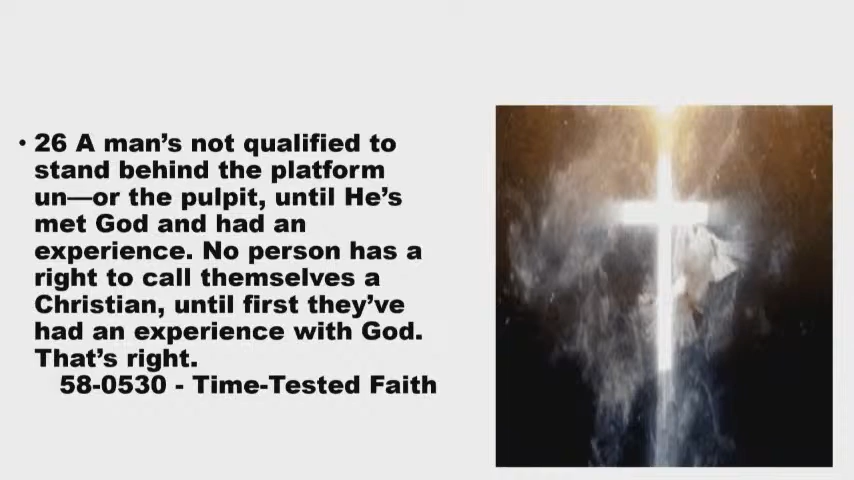 • 26 A man’s not qualified to
stand behind the platform
un—or the pulpit, until He’s
met God and had an
experience. No person has a
right to call themselves a
Christian, until first they’ve
had an experience with God.
That’s right.
58-0530 - Time-Tested Faith